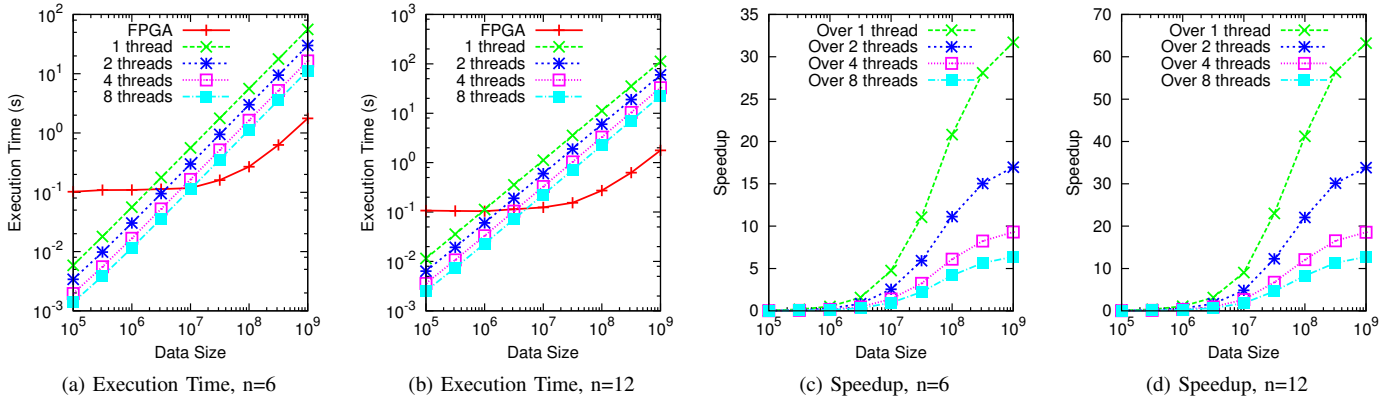 Execution Time (s)
10^3
10^2
10^1
10^0
10^-1
10^-2
10^-3
FPGA
1 thread
2 threads
4 threads
8 threads
10^5 10^6 10^7 10^8 10^9
Data Size
(a) Execution Time, n=6
Execution Time (s)
10^3
10^2
10^1
10^0
10^-1
10^-2
10^-3
FPGA
1 thread
2 threads
4 threads
8 threads
10^5 10^6 10^7 10^8 10^9
Data Size
(b) Execution Time, n=12
Speedup
35
30
25
20
15
10
5
0
Over 1 thread
Over 2 threads
Over 4 threads
Over 8 threads
10^5 10^6 10^7 10^8 10^9
Data Size
(c) Speedup, n=6
Speedup
70
60
50
40
30
20
10
0
Over 1 thread
Over 2 threads
Over 4 threads
Over 8 threads
10^5 10^6 10^7 10^8 10^9
Data Size
(d) Speedup, n=12